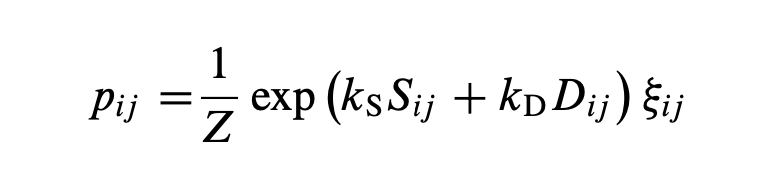 p_{ij} = \frac{1}{Z} \exp \left( k_{\mathrm{S}} S_{ij} + k_{\mathrm{D}} D_{ij} \right) \xi_{ij}